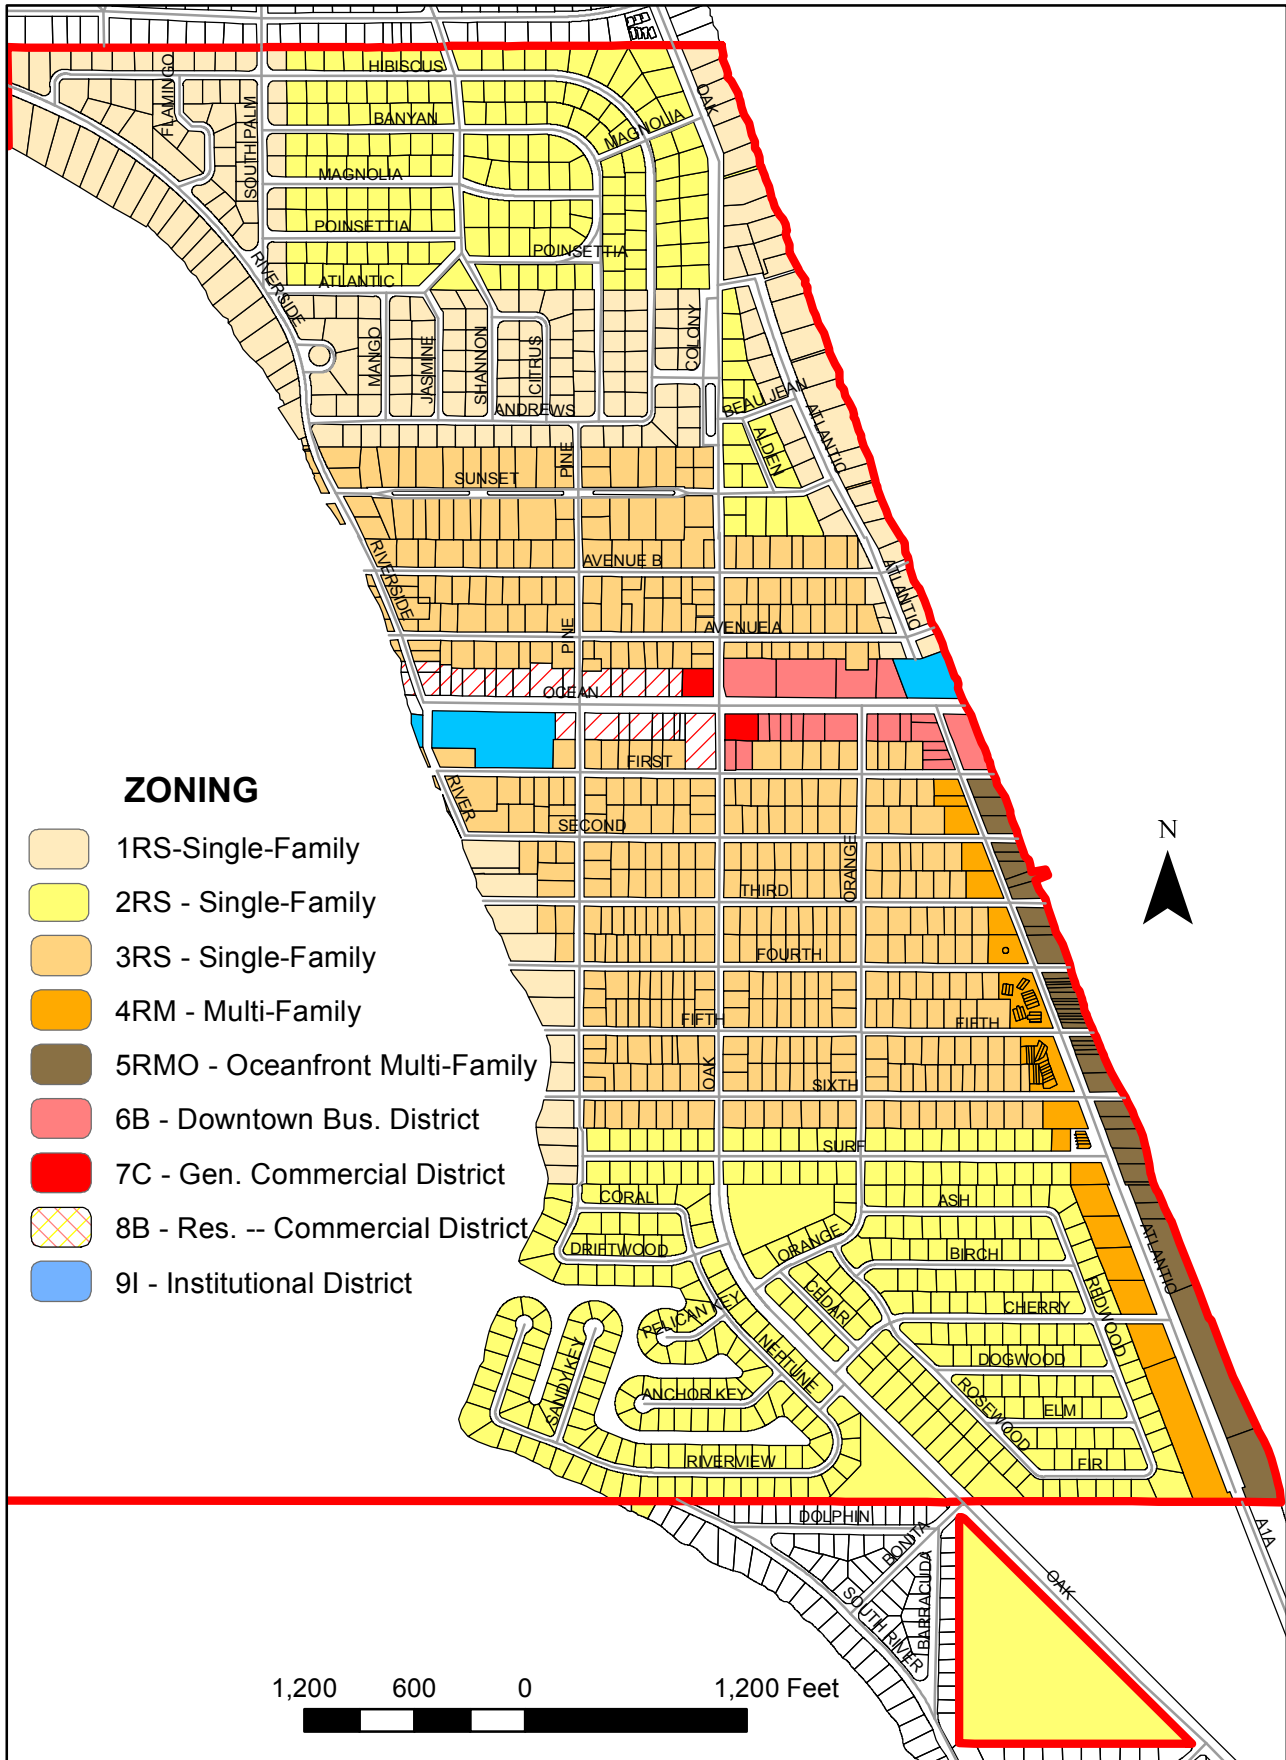 HIBISCUS
FLAMINGO
SOUTH PALM
OAK
BANYAN
MAGNOLIA
MAGNOLIA
POINSETTIA
POINSETTIA
RIVERSIDE
ATLANTIC
MANGO
JASMINE
SHANNON
CITRUS
COLONY
ANDREWS
BEAU JEAN
ATLANTIC
ALDEN
PINE
SUNSET
RIVERSIDE
AVENUE B
ATLANTIC
PINE
AVENUE A
OCEAN
FIRST
ZONING
1RS-Single-Family
2RS - Single-Family
3RS - Single-Family
4RM - Multi-Family
5RMO - Oceanfront Multi-Family
6B - Downtown Bus. District
7C - Gen. Commercial District
8B - Res. -- Commercial District
9I - Institutional District
RIVER
SECOND
ORANGE
THIRD
N
FOURTH
FIFTH
FIFTH
OAK
SIXTH
SURF
CORAL
ASH
DRIFTWOOD
ORANGE
BIRCH
ATLANTIC
CEDAR
CHERRY
REDWOOD
PELICAN KEY
NEPTUNE
DOGWOOD
SANDY KEY
ANCHOR KEY
ROSEWOOD
ELM
RIVERVIEW
FIR
DOLPHIN
BONITA
A1A
OAK
BARRACUDA
SOUTH RIVER
1,200 600 0 1,200 Feet